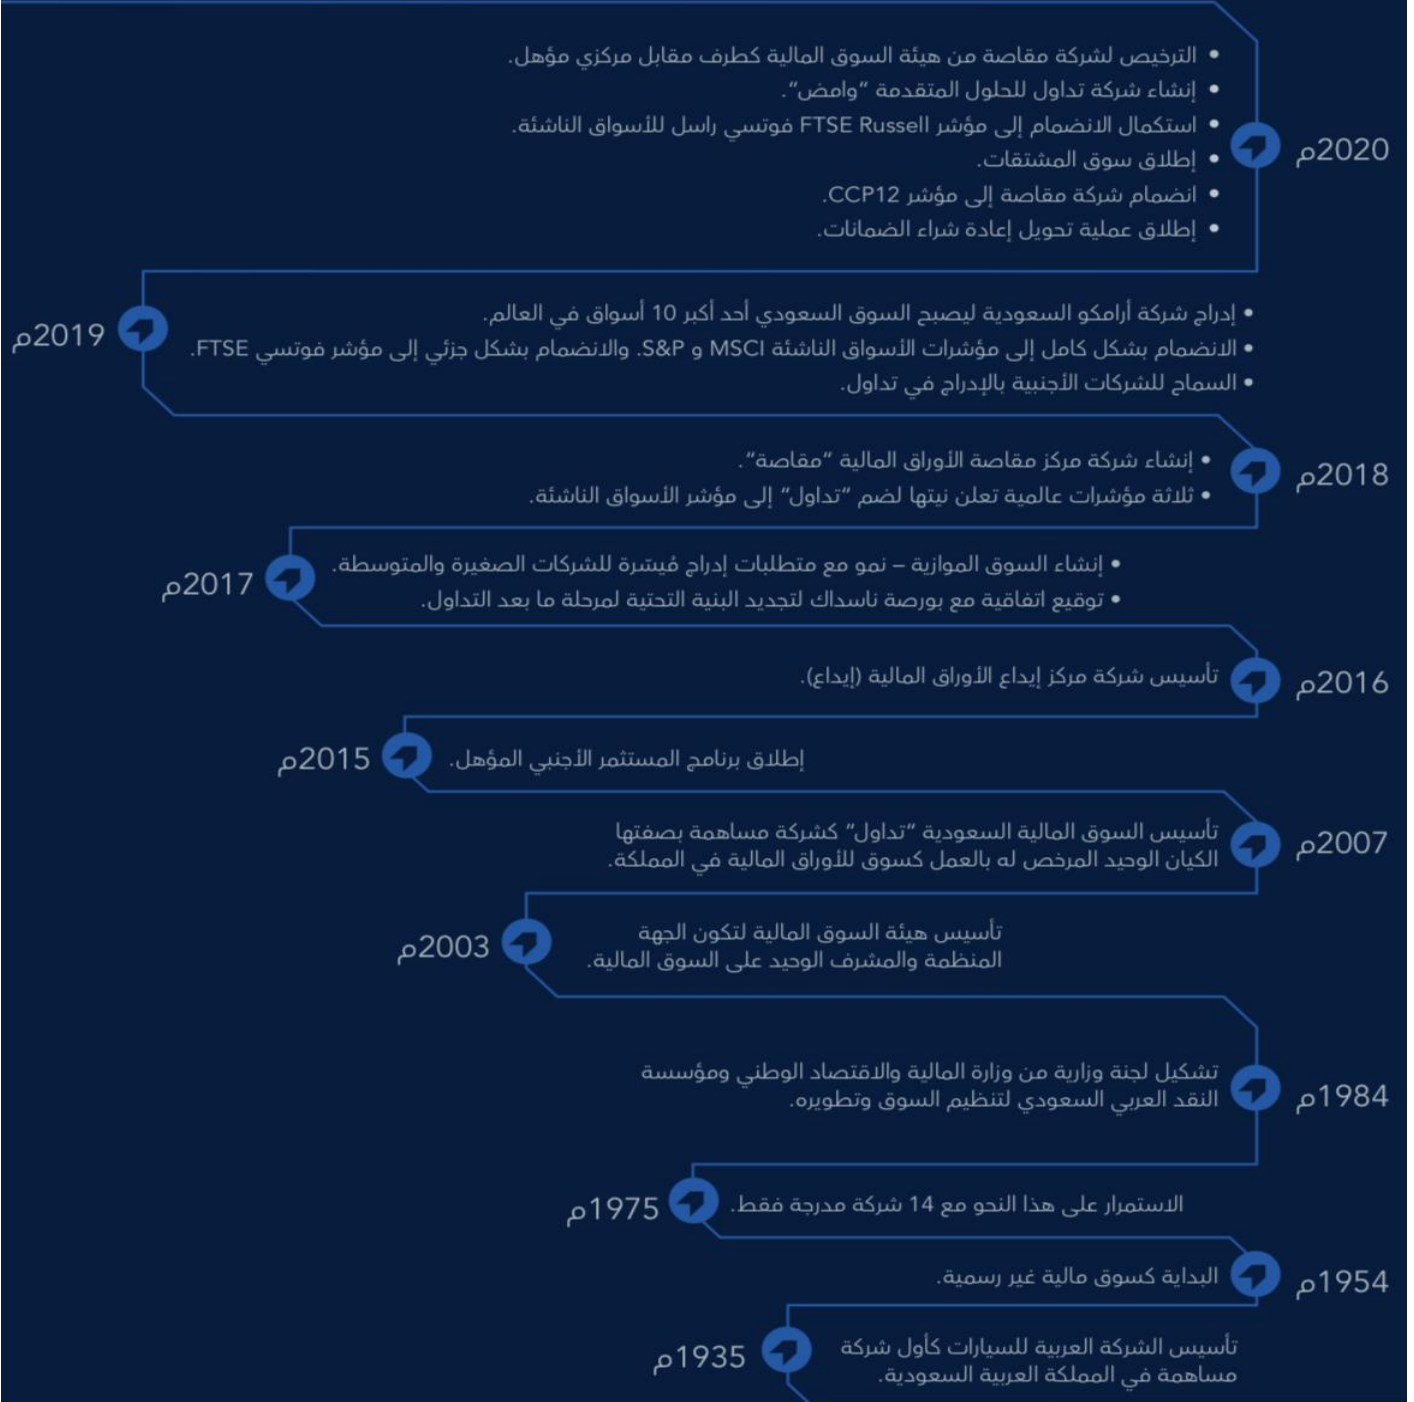 2020م
• الترخيص لشركة مقاصة من هيئة السوق المالية كطرف مقابل مركزي مؤهل.
• إنشاء شركة تداول للحلول المتقدمة "وامض".
• استكمال الانضمام إلى مؤشر FTSE Russell فوتسي راسل للأسواق الناشئة.
• إطلاق سوق المشتقات.
• انضمام شركة مقاصة إلى مؤشر CCP12.
• إطلاق عملية تحويل إعادة شراء الضمانات.
2019م
• إدراج شركة أرامكو السعودية ليصبح السوق السعودي أحد أكبر 10 أسواق في العالم.
• الانضمام بشكل كامل إلى مؤشرات الأسواق الناشئة MSCI و S&P. والانضمام بشكل جزئي إلى مؤشر فوتسي FTSE.
• السماح للشركات الأجنبية بالإدراج في تداول.
2018م
• إنشاء شركة مركز مقاصة الأوراق المالية "مقاصة".
• ثلاثة مؤشرات عالمية تعلن نيتها لضم "تداول" إلى مؤشر الأسواق الناشئة.
2017م
• إنشاء السوق الموازية – نمو مع متطلبات إدراج مُيسّرة للشركات الصغيرة والمتوسطة.
• توقيع اتفاقية مع بورصة ناسداك لتجديد البنية التحتية لمرحلة ما بعد التداول.
2016م
تأسيس شركة مركز إيداع الأوراق المالية (إيداع).
2015م
إطلاق برنامج المستثمر الأجنبي المؤهل.
2007م
تأسيس السوق المالية السعودية "تداول" كشركة مساهمة بصفتها
الكيان الوحيد المرخص له بالعمل كسوق للأوراق المالية في المملكة.
2003م
تأسيس هيئة السوق المالية لتكون الجهة
المنظمة والمشرف الوحيد على السوق المالية.
1984م
تشكيل لجنة وزارية من وزارة المالية والاقتصاد الوطني ومؤسسة
النقد العربي السعودي لتنظيم السوق وتطويره.
1975م
الاستمرار على هذا النحو مع 14 شركة مدرجة فقط.
1954م
البداية كسوق مالية غير رسمية.
1935م
تأسيس الشركة العربية للسيارات كأول شركة
مساهمة في المملكة العربية السعودية.